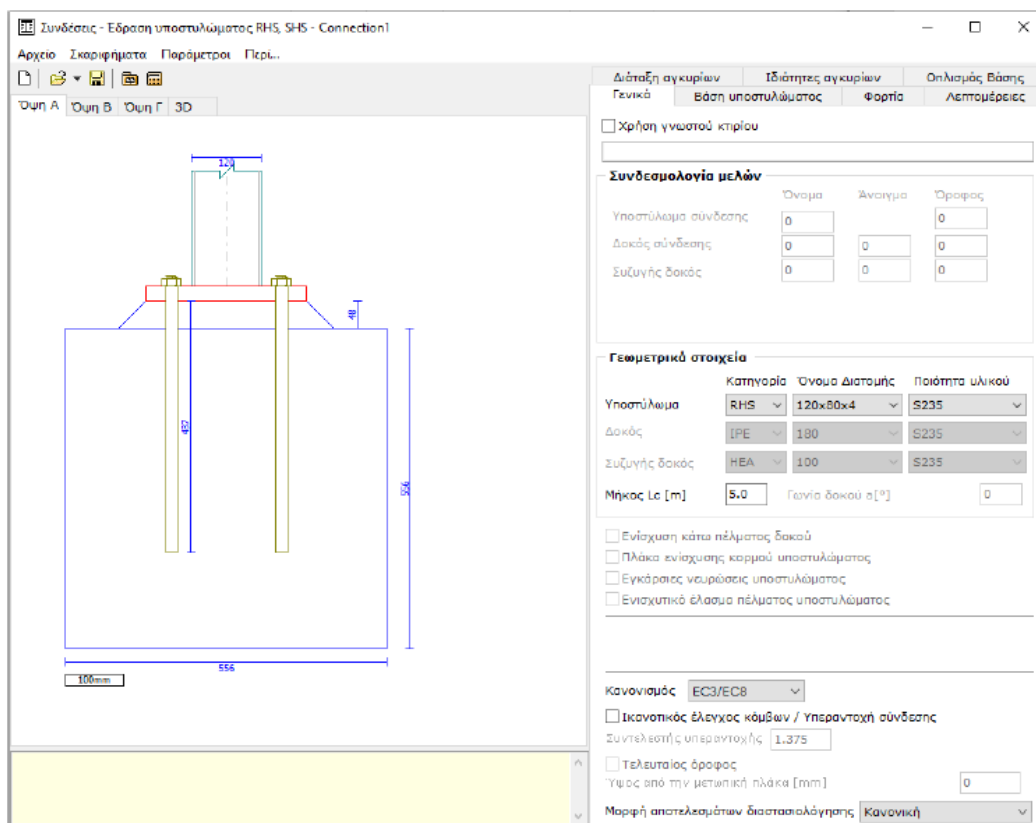 Συνδέσεις - Έδραση υποστυλώματος RHS, SHS - Connection1
Αρχείο Σκαριφήματα Παράμετροι Περί...
Όψη Α Όψη Β Όψη Γ 3D
120
48
437
556
556
100mm
Διάταξη αγκυρίων Ιδιότητες αγκυρίων Οπλισμός Βάσης
Γενικά Βάση υποστυλώματος Φορτία Λεπτομέρειες
Χρήση γνωστού κτιρίου
Συνδεσμολογία μελών
Όνομα Άνοιγμα Όροφος
Υποστύλωμα σύνδεσης 0 0
Δοκός σύνδεσης 0 0 0
Συζυγής δοκός 0 0 0
Γεωμετρικά στοιχεία
Κατηγορία Όνομα Διατομής Ποιότητα υλικού
Υποστύλωμα RHS 120x80x4 S235
Δοκός IPE 180 S235
Συζυγής δοκός HEA 100 S235
Μήκος Lc [m] 5.0 Γωνία δοκού α[°] 0
Ενίσχυση κάτω πέλματος δοκού
Πλάκα ενίσχυσης κορμού υποστυλώματος
Εγκάρσιες νευρώσεις υποστυλώματος
Ενισχυτικό έλασμα πέλματος υποστυλώματος
Κανονισμός EC3/EC8
Ικανοτικός έλεγχος κόμβων / Υπεραντοχή σύνδεσης
Συντελεστής υπεραντοχής 1.375
Τελευταίος όροφος
Ύψος από την μετωπική πλάκα [mm] 0
Μορφή αποτελεσμάτων διαστασιολόγησης Κανονική